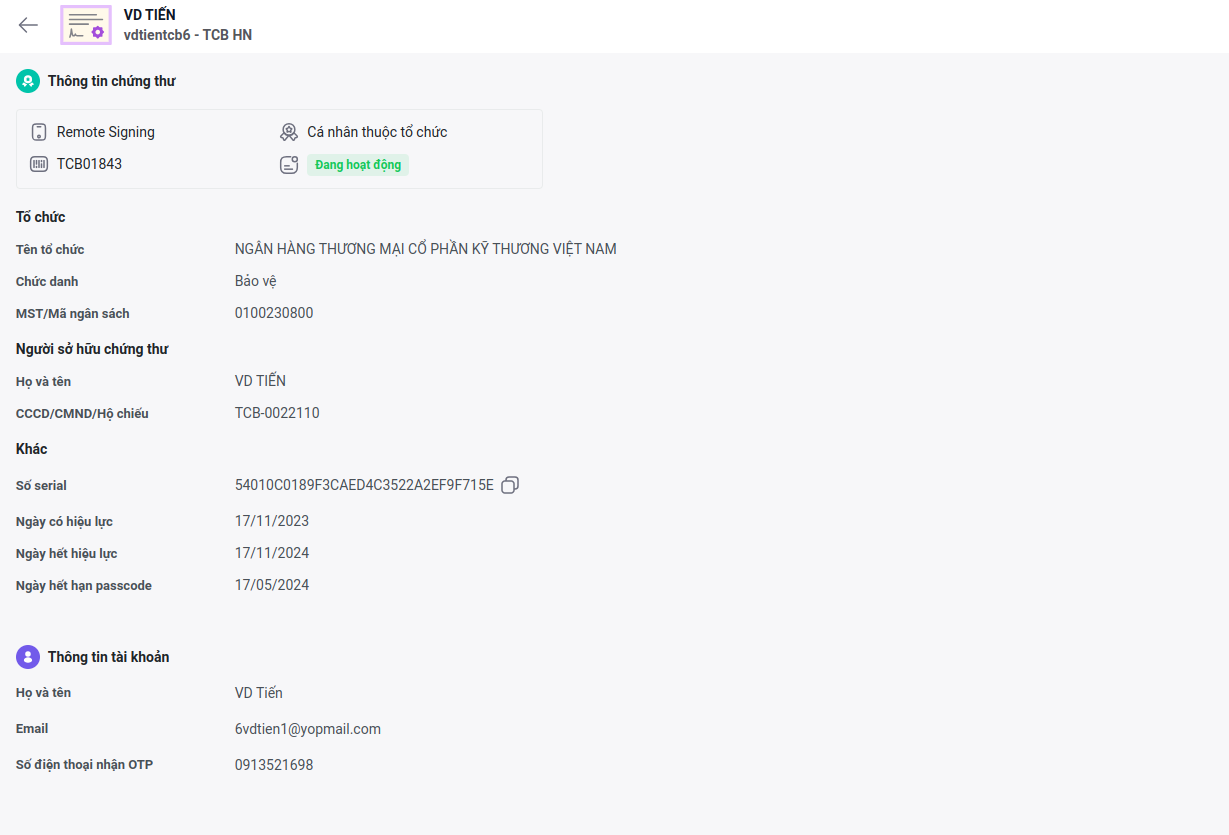 VD TIẾN
vdtientcb6 - TCB HN
Thông tin chứng thư
Remote Signing
Cá nhân thuộc tổ chức
TCB01843
Đang hoạt động
Tổ chức
Tên tổ chức NGÂN HÀNG THƯƠNG MẠI CỔ PHẦN KỸ THƯƠNG VIỆT NAM
Chức danh Bảo vệ
MST/Mã ngân sách 0100230800
Người sở hữu chứng thư
Họ và tên VD TIẾN
CCCD/CMND/Hộ chiếu TCB-0022110
Khác
Số serial 54010C0189F3CAED4C3522A2EF9F715E
Ngày có hiệu lực 17/11/2023
Ngày hết hiệu lực 17/11/2024
Ngày hết hạn passcode 17/05/2024
Thông tin tài khoản
Họ và tên VD Tiến
Email 6vdtien1@yopmail.com
Số điện thoại nhận OTP 0913521698